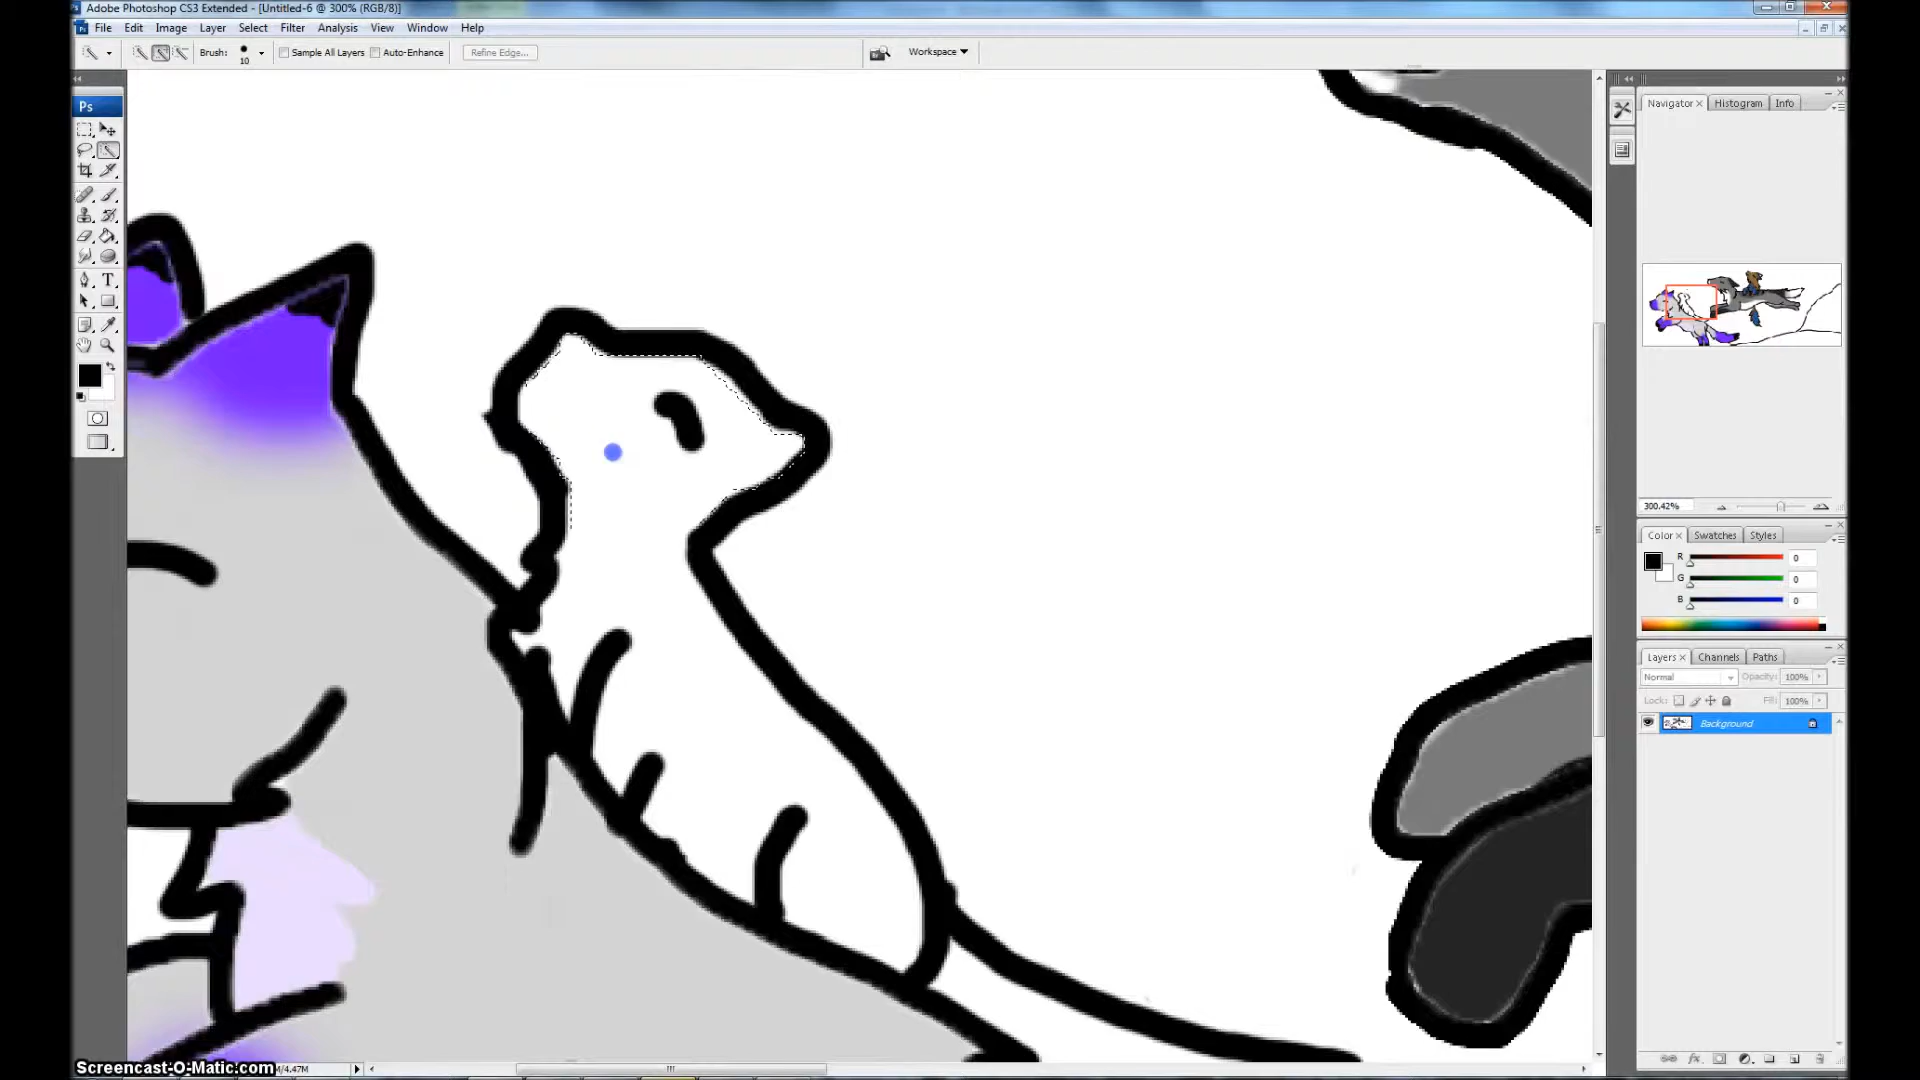 Adobe Photoshop CS3 Extended - [Untitled-6 @ 300% (RGB/8)]
File Edit Image Layer Select Filter Analysis View Window Help
Brush: 10 Sample All Layers Auto-Enhance Refine Edge... Workspace
Ps
Navigator Histogram Info
300.42%
Color Swatches Styles
R 0
G 0
B 0
Layers Channels Paths
Normal Opacity: 100%
Lock: Fill: 100%
Background
Screencast-O-Matic.com /4.47M